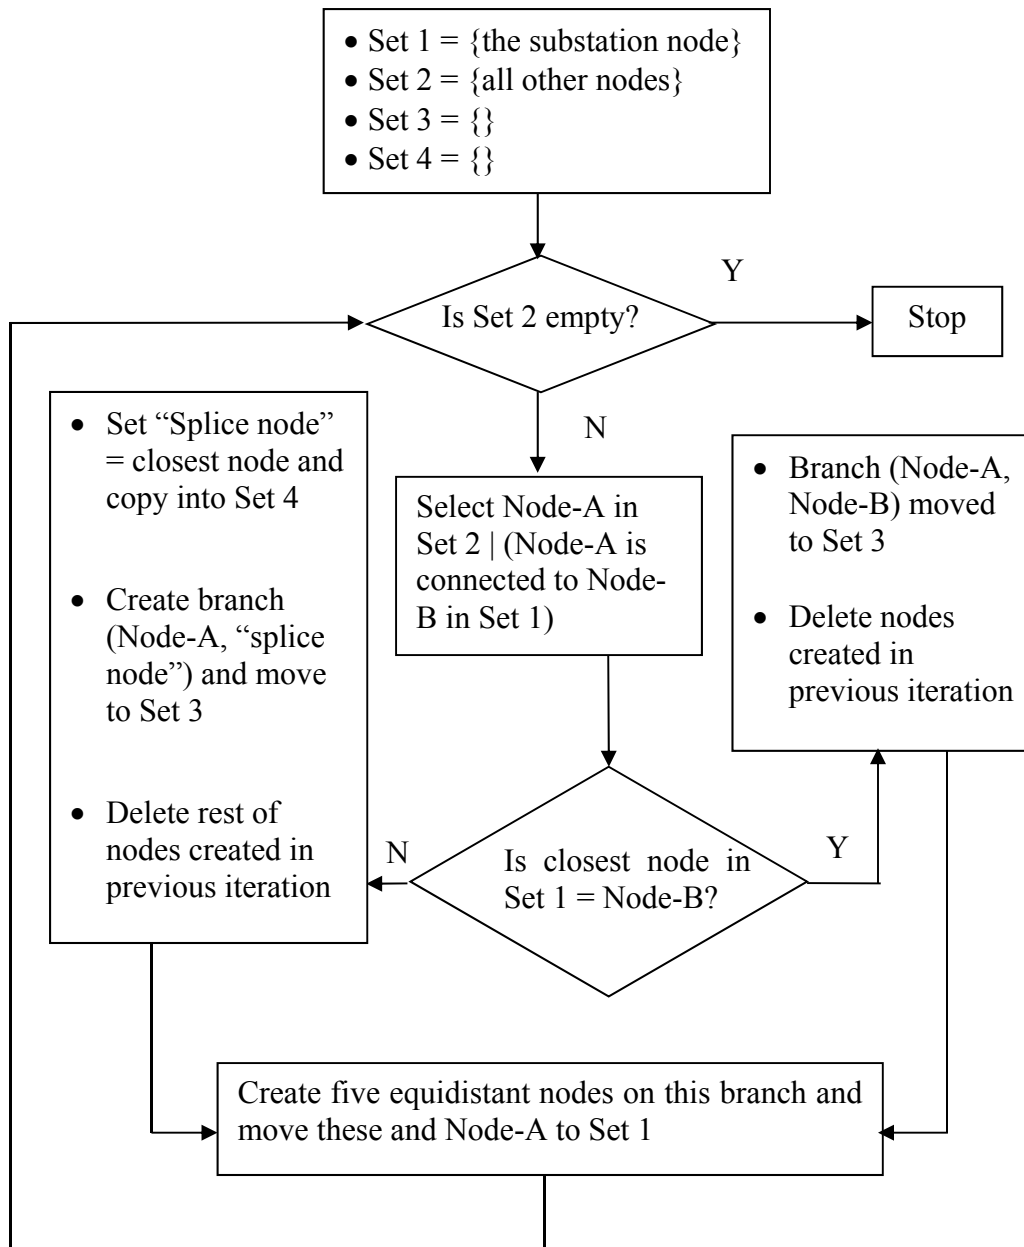 • Set 1 = {the substation node}
• Set 2 = {all other nodes}
• Set 3 = {}
• Set 4 = {}
Is Set 2 empty?
Y
Stop
N
• Set “Splice node”
= closest node and
copy into Set 4
• Create branch
(Node-A, “splice
node”) and move
to Set 3
• Delete rest of
nodes created in
previous iteration
Select Node-A in
Set 2 | (Node-A is
connected to Node-
B in Set 1)
• Branch (Node-A,
Node-B) moved
to Set 3
• Delete nodes
created in
previous iteration
N
Is closest node in
Set 1 = Node-B?
Y
Create five equidistant nodes on this branch and
move these and Node-A to Set 1